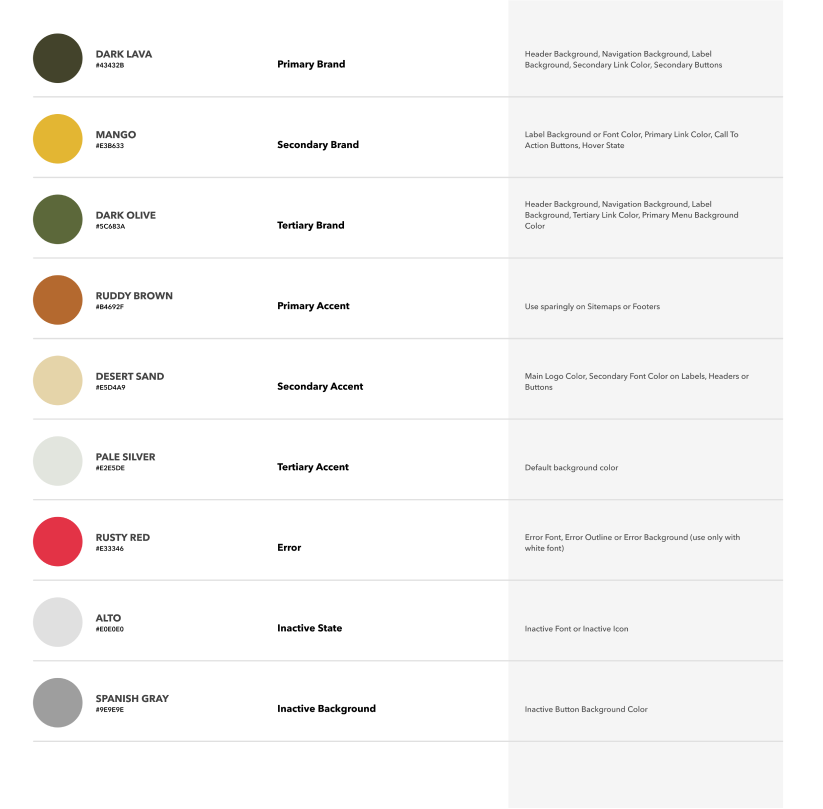 DARK LAVA
#43432B
Primary Brand
Header Background, Navigation Background, Label
Background, Secondary Link Color, Secondary Buttons
MANGO
#E3B633
Secondary Brand
Label Background or Font Color, Primary Link Color, Call To
Action Buttons, Hover State
DARK OLIVE
#5C683A
Tertiary Brand
Header Background, Navigation Background, Label
Background, Tertiary Link Color, Primary Menu Background
Color
RUDDY BROWN
#B4692F
Primary Accent
Use sparingly on Sitemaps or Footers
DESERT SAND
#E5D4A9
Secondary Accent
Main Logo Color, Secondary Font Color on Labels, Headers or
Buttons
PALE SILVER
#E2E5DE
Tertiary Accent
Default background color
RUSTY RED
#E33346
Error
Error Font, Error Outline or Error Background (use only with
white font)
ALTO
#E0E0E0
Inactive State
Inactive Font or Inactive Icon
SPANISH GRAY
#9E9E9E
Inactive Background
Inactive Button Background Color